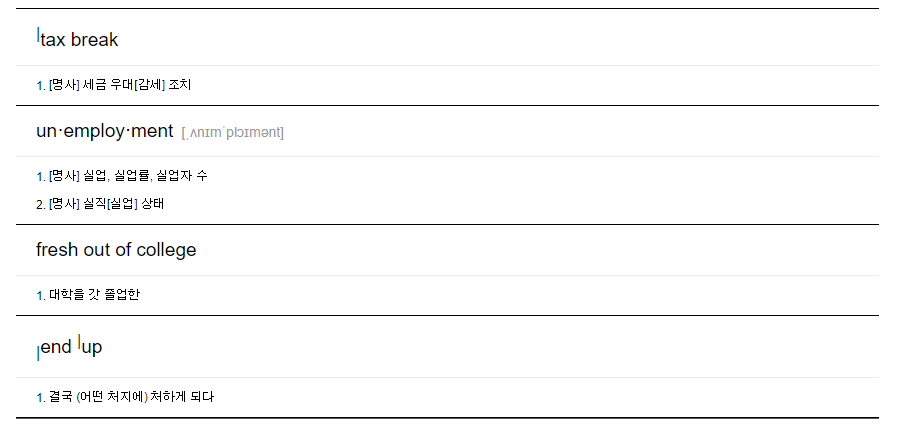 ˈtax break
1. [명사] 세금 우대[감세] 조치
un·employ·ment [ˌʌnɪmˈplɔɪmənt]
1. [명사] 실업, 실업률, 실업자 수
2. [명사] 실직[실업] 상태
fresh out of college
1. 대학을 갓 졸업한
ˌend ˈup
1. 결국 (어떤 처지에) 처하게 되다